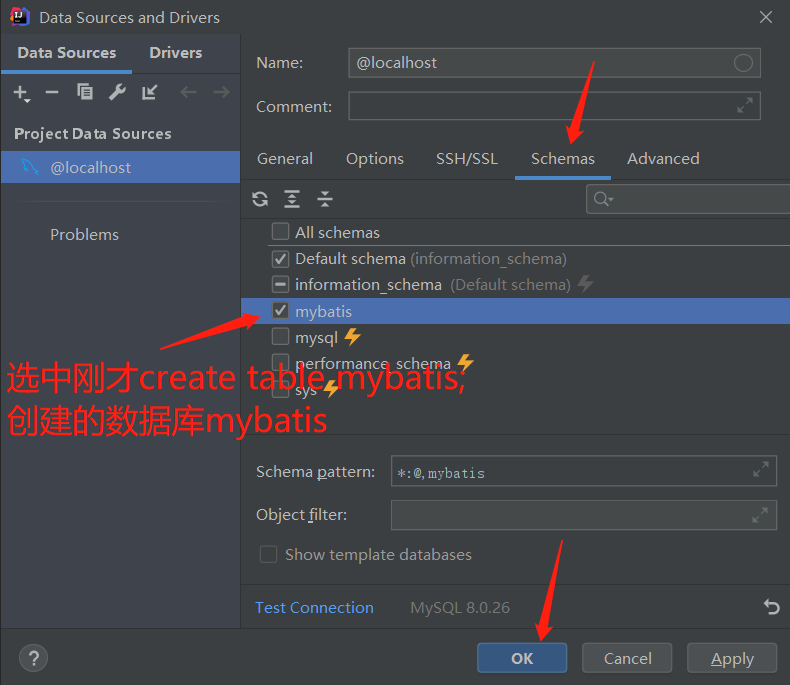 Data Sources and Drivers
Data Sources Drivers
Name: @localhost
Comment:
Project Data Sources
@localhost
Problems
General Options SSH/SSL Schemas Advanced
All schemas
Default schema (information_schema)
information_schema (Default schema)
mybatis
mysql
performance_schema
sys
选中刚才create table mybatis;
创建的数据库mybatis
Schema pattern: *:@,mybatis
Object filter:
Show template databases
Test Connection MySQL 8.0.26
? OK Cancel Apply